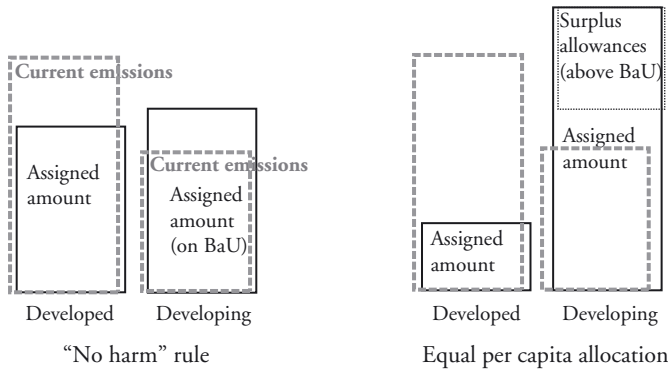 Current emissions
Assigned
amount
Current emissions
Assigned
amount
(on BaU)
Developed
Developing
“No harm” rule
Surplus
allowances
(above BaU)
Assigned
amount
Assigned
amount
Developed
Developing
Equal per capita allocation